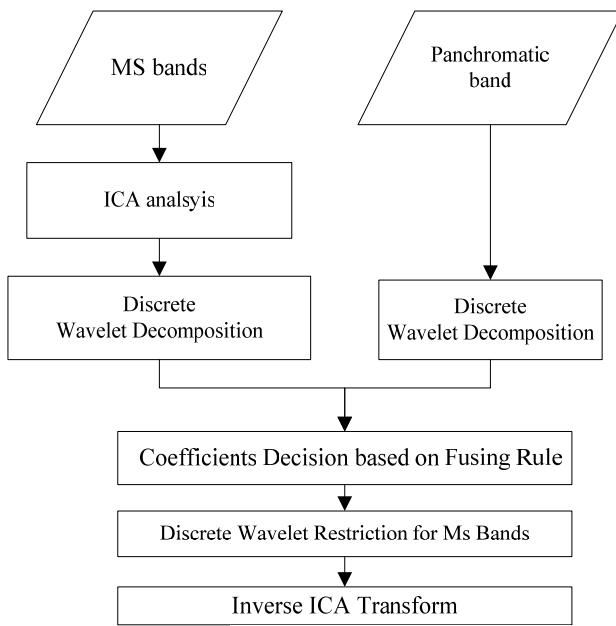 MS bands
Panchromatic
band
ICA analsyis
Discrete
Wavelet Decomposition
Discrete
Wavelet Decomposition
Coefficients Decision based on Fusing Rule
Discrete Wavelet Restriction for Ms Bands
Inverse ICA Transform